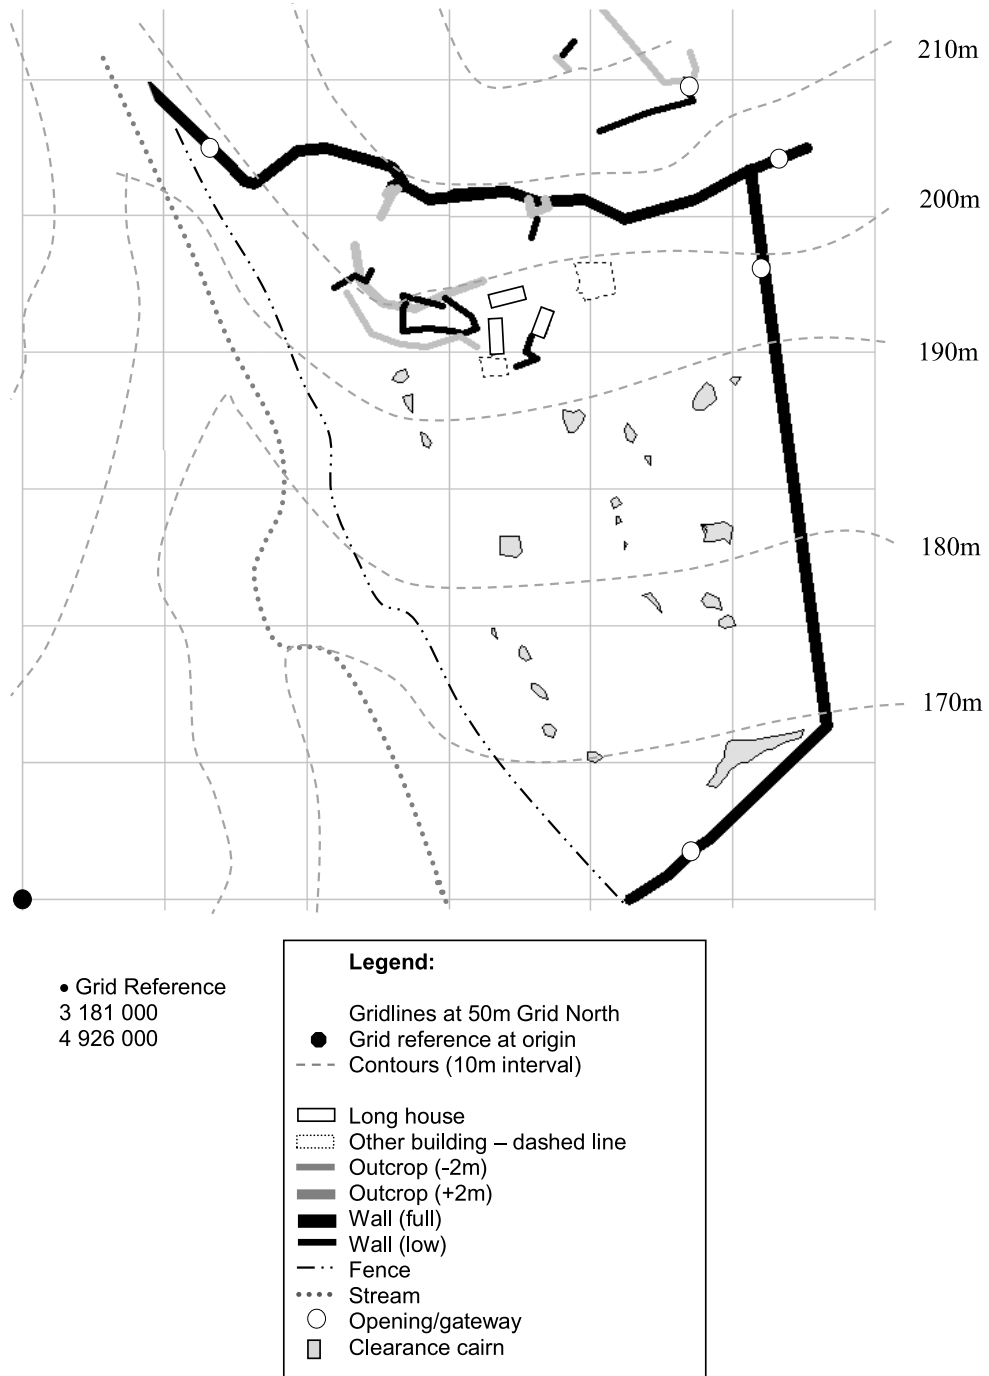 210m
200m
190m
180m
170m
• Grid Reference
3 181 000
4 926 000
Legend:
Gridlines at 50m Grid North
Grid reference at origin
Contours (10m interval)
Long house
Other building – dashed line
Outcrop (-2m)
Outcrop (+2m)
Wall (full)
Wall (low)
Fence
Stream
Opening/gateway
Clearance cairn